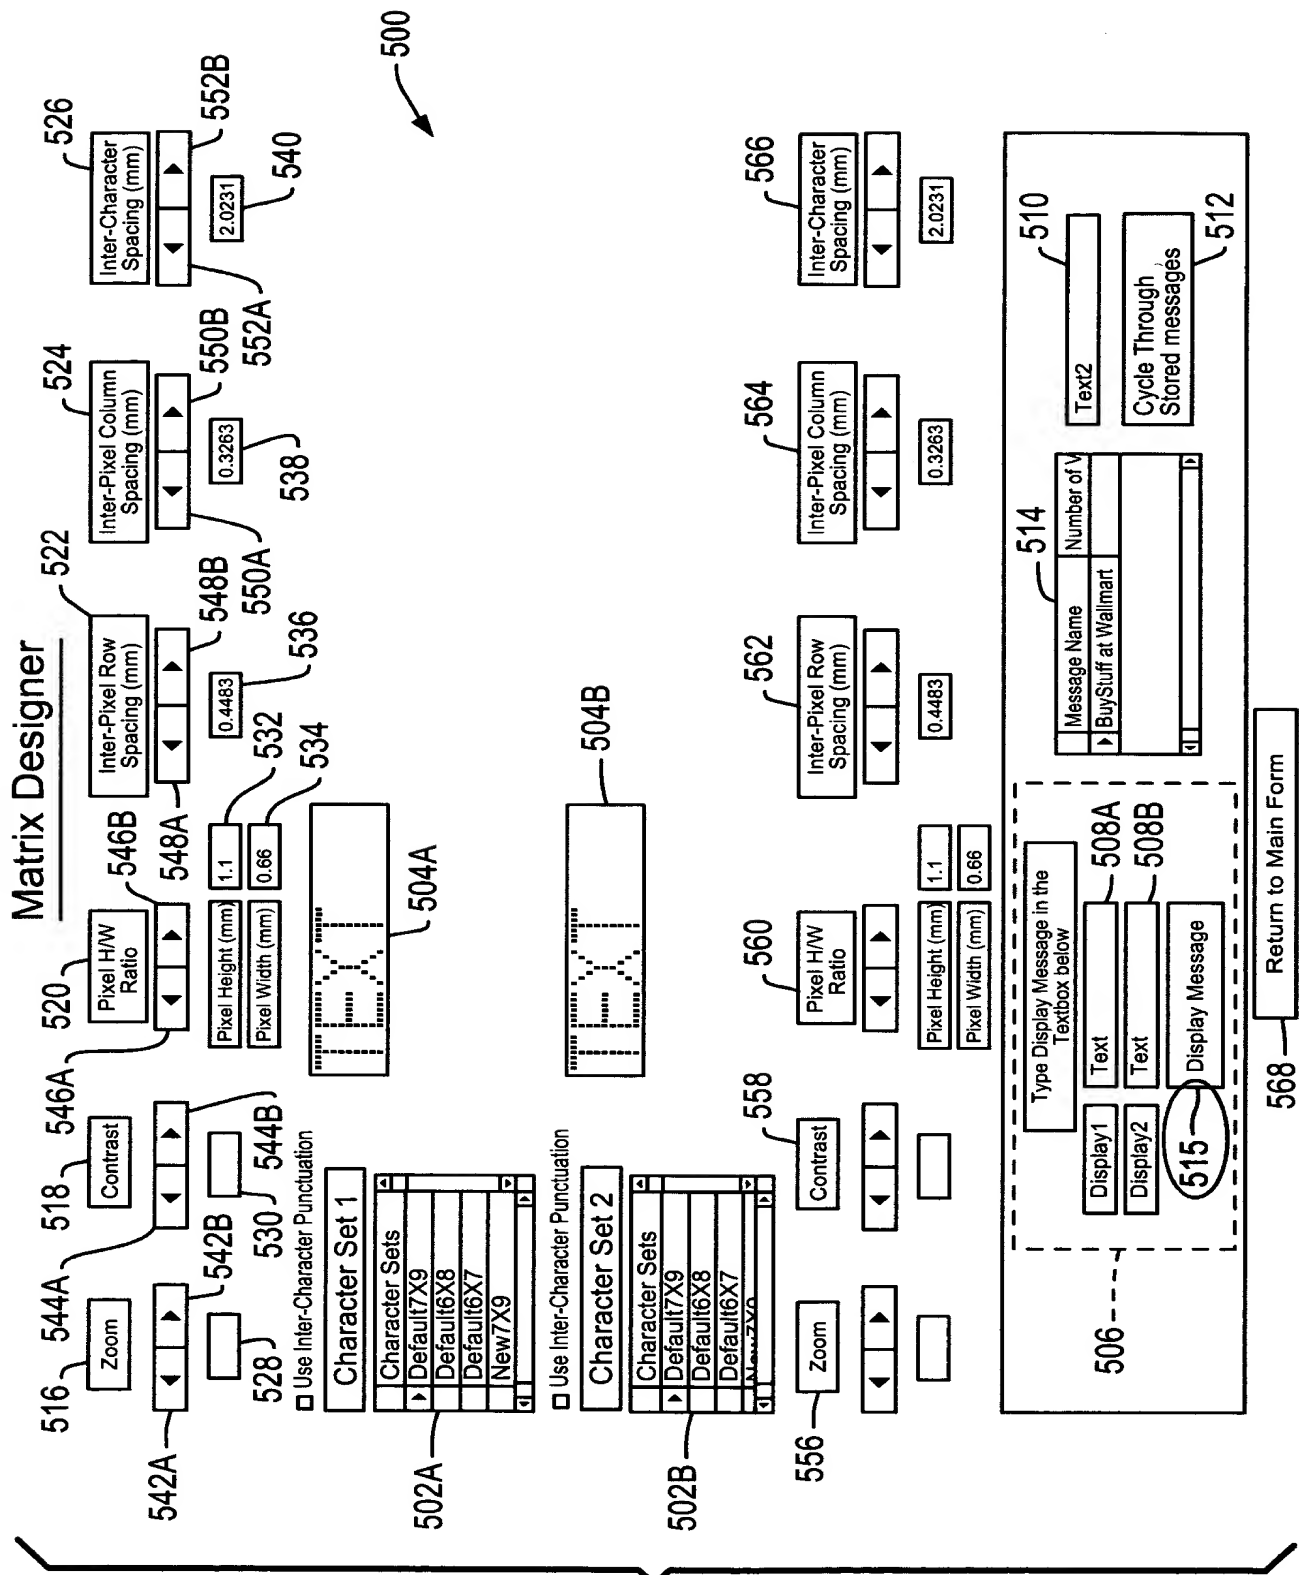 Matrix Designer
516
518
520
522
524
526
Zoom
Contrast
Pixel H/W
Ratio
Inter-Pixel Row
Spacing (mm)
Inter-Pixel Column
Spacing (mm)
Inter-Character
Spacing (mm)
542A
542B
544A
544B
546A
546B
548A
548B
550A
550B
552A
552B
528
530
Pixel Height (mm)
1.1
532
Pixel Width (mm)
0.66
534
0.4483
536
0.3263
538
2.0231
540
500
Use Inter-Character Punctuation
Character Set 1
Character Sets
Default7X9
Default6X8
Default6X7
New7X9
502A
TEXT
504A
Use Inter-Character Punctuation
Character Set 2
Character Sets
Default7X9
Default6X8
Default6X7
New7X9
502B
TEXT
504B
556
558
560
562
564
566
Zoom
Contrast
Pixel H/W
Ratio
Inter-Pixel Row
Spacing (mm)
Inter-Pixel Column
Spacing (mm)
Inter-Character
Spacing (mm)
Pixel Height (mm)
1.1
Pixel Width (mm)
0.66
0.4483
0.3263
2.0231
506
Type Display Message in the
Textbox below
Display1
Text
508A
Display2
Text
508B
515
Display Message
514
Message Name
Number of V
BuyStuff at Wallmart
510
Text2
Cycle Through
Stored messages
512
568
Return to Main Form